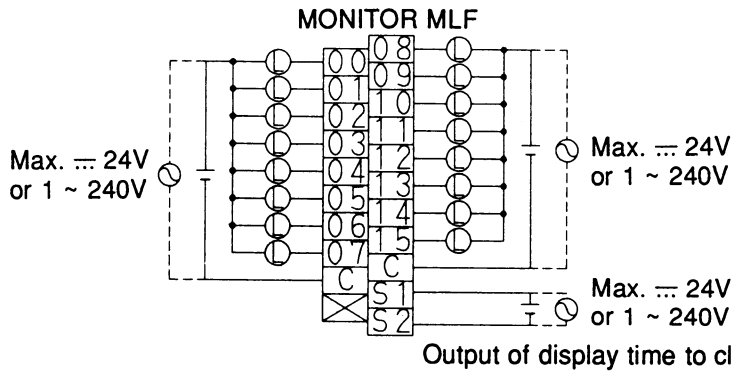 MONITOR MLF
00
01
02
03
04
05
06
07
C
08
09
10
11
12
13
14
15
C
S1
S2
L L L L L L L L
L L L L L L L L
Max. ⎓ 24V
or 1 ~ 240V
Max. ⎓ 24V
or 1 ~ 240V
Max. ⎓ 24V
or 1 ~ 240V
Output of display time to cl